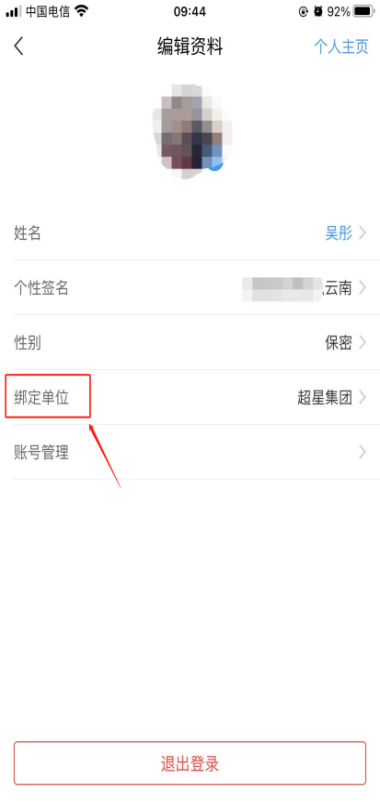 中国电信 09:44 92%
编辑资料 个人主页
姓名 吴彤
个性签名 云南
性别 保密
绑定单位 超星集团
账号管理
退出登录